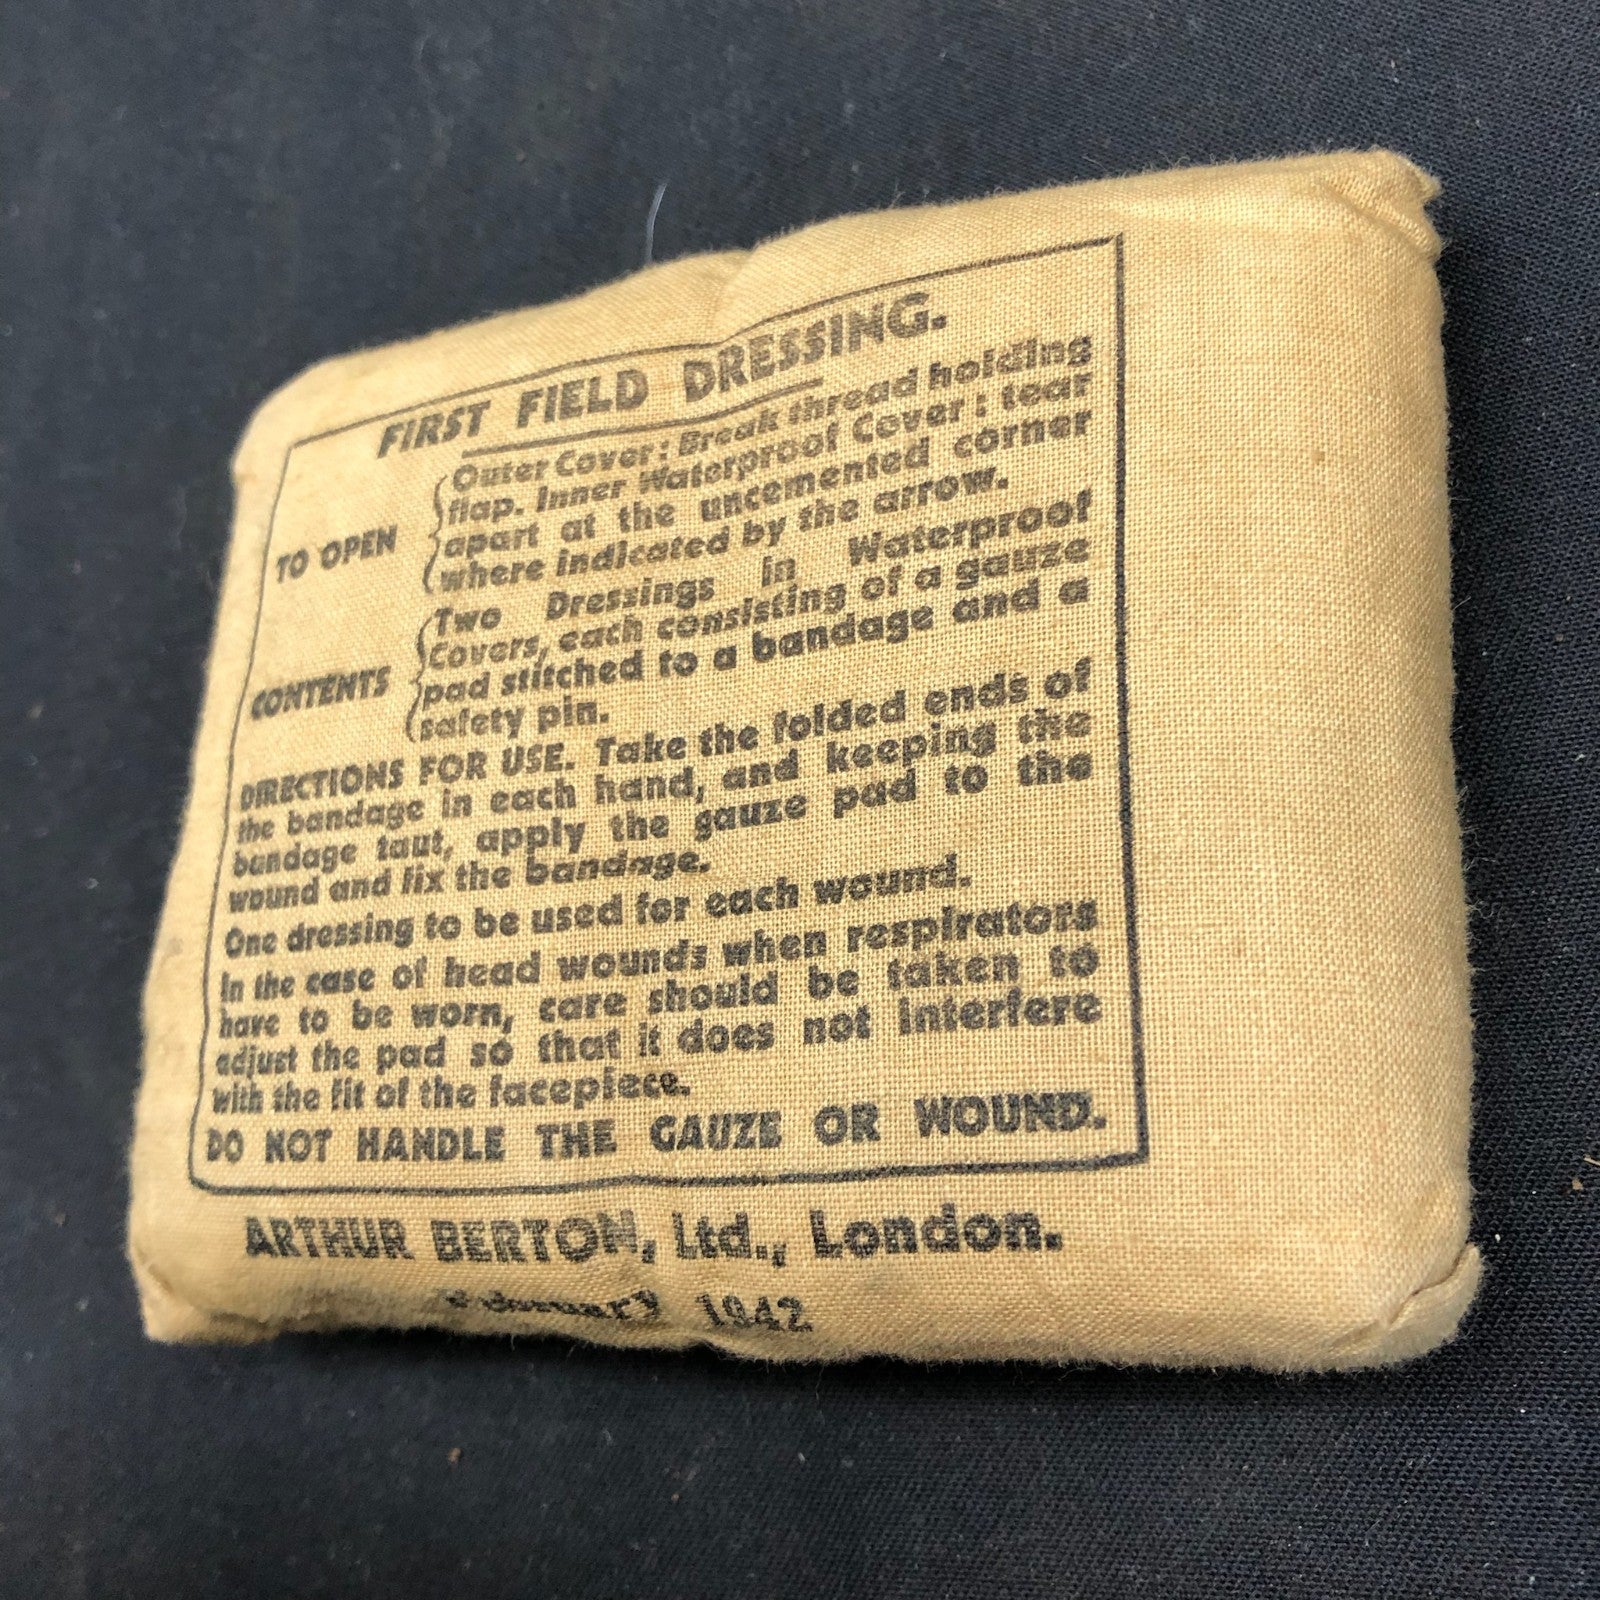 FIRST FIELD DRESSING.
TO OPEN
Outer Cover: Break thread holding
flap. Inner Waterproof Cover: tear
apart at the uncemented corner
where indicated by the arrow.
CONTENTS
Two Dressings in Waterproof
Covers, each consisting of a gauze
pad stitched to a bandage and a
safety pin.
DIRECTIONS FOR USE. Take the folded ends of
the bandage in each hand, and keeping the
bandage taut, apply the gauze pad to the
wound and fix the bandage.
One dressing to be used for each wound.
In the case of head wounds when respirators
have to be worn, care should be taken to
adjust the pad so that it does not interfere
with the fit of the facepiece.
DO NOT HANDLE THE GAUZE OR WOUND.
ARTHUR BERTON, Ltd., London.
February 1942